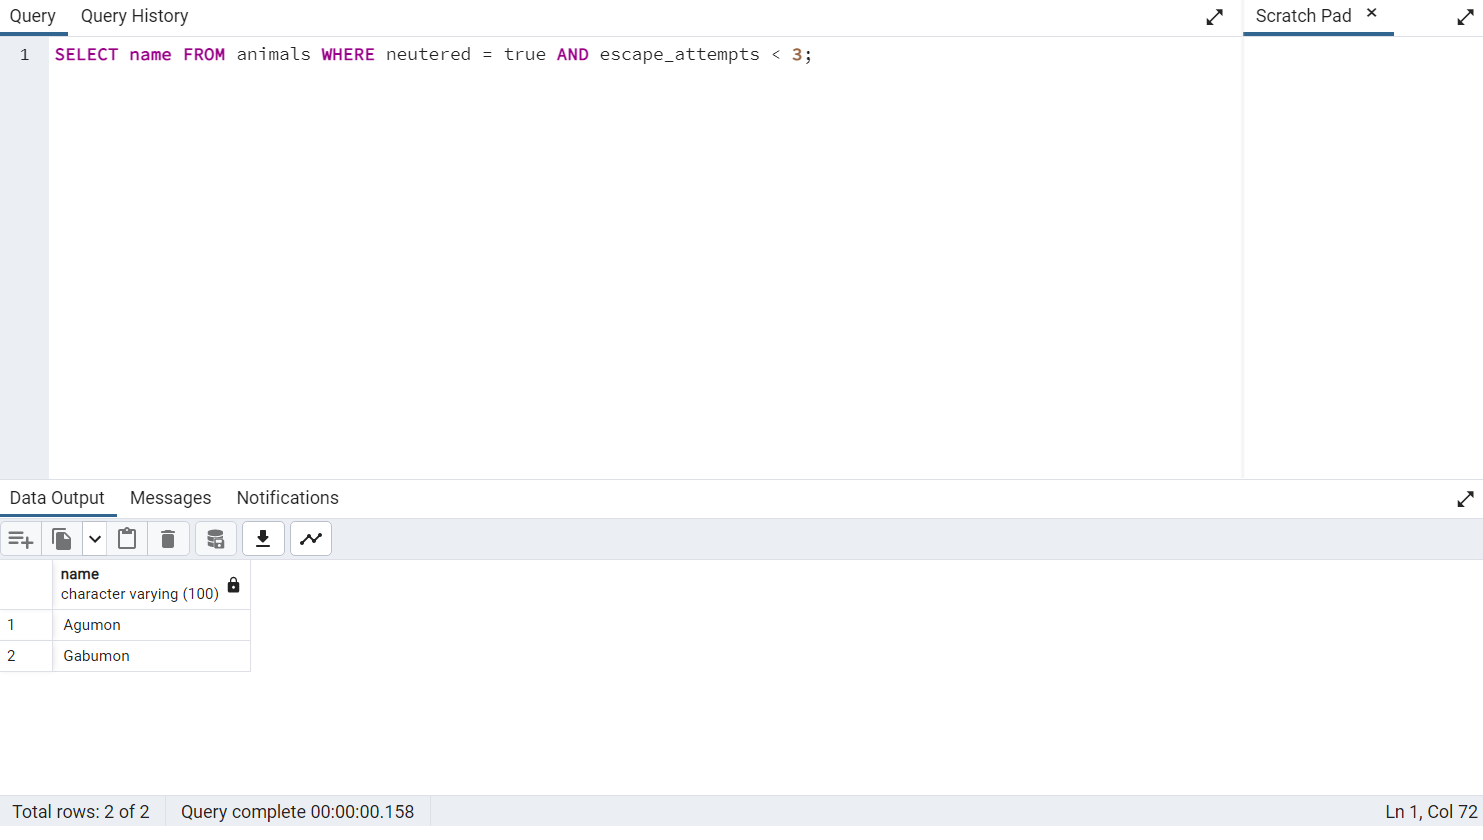 Query Query History Scratch Pad ×
1 SELECT name FROM animals WHERE neutered = true AND escape_attempts < 3;
Data Output Messages Notifications
name
character varying (100)
1 Agumon
2 Gabumon
Total rows: 2 of 2 Query complete 00:00:00.158 Ln 1, Col 72